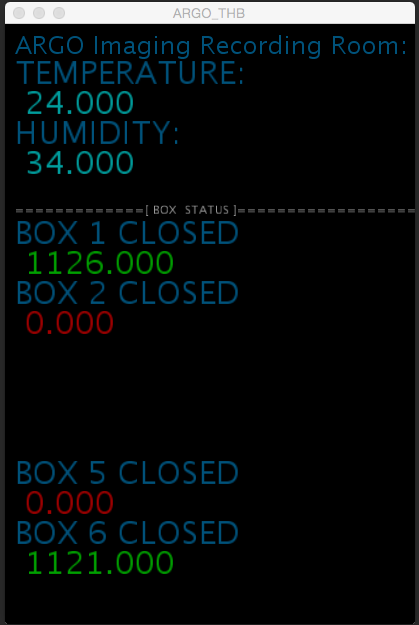 ARGO_THB
ARGO Imaging Recording Room:
TEMPERATURE:
24.000
HUMIDITY:
34.000
=============[ BOX STATUS ]==================
BOX 1 CLOSED
1126.000
BOX 2 CLOSED
0.000
BOX 5 CLOSED
0.000
BOX 6 CLOSED
1121.000